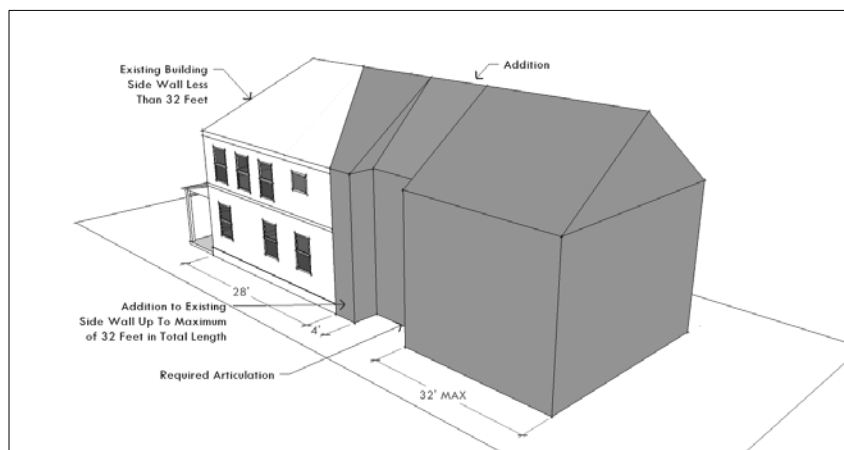 Existing Building
Side Wall Less
Than 32 Feet
Addition
28'
Addition to Existing
Side Wall Up To Maximum
of 32 Feet in Total Length
4'
Required Articulation
32' MAX